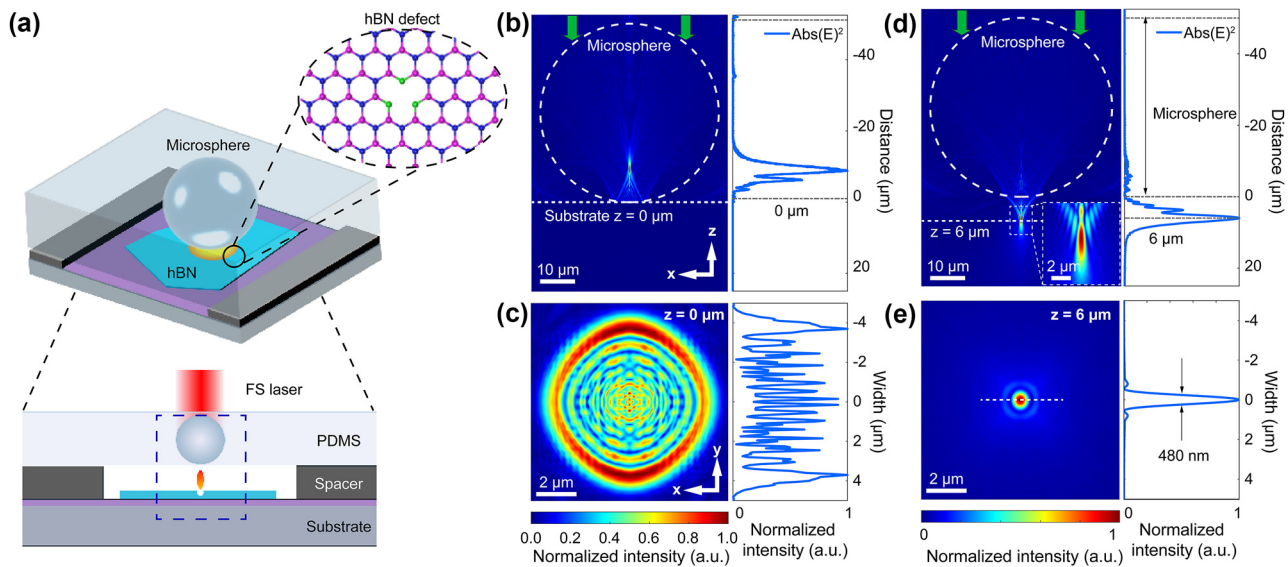 (a)
hBN defect
Microsphere
hBN
FS laser
PDMS
Spacer
Substrate
(b)
Microsphere
Abs(E)²
-40
-20
0
20
Distance (µm)
Substrate z = 0 µm
0 µm
z
x
10 µm
(c)
z = 0 µm
-4
-2
0
2
4
Width (µm)
y
x
2 µm
0 1
0.0 0.2 0.4 0.6 0.8 1.0
Normalized intensity (a.u.)
Normalized
intensity (a.u.)
(d)
Microsphere
Abs(E)²
Microsphere
-40
-20
0
20
Distance (µm)
z = 6 µm
6 µm
10 µm
2 µm
(e)
z = 6 µm
-4
-2
0
2
4
Width (µm)
480 nm
2 µm
0 1
0 1
Normalized intensity (a.u.)
Normalized
intensity (a.u.)